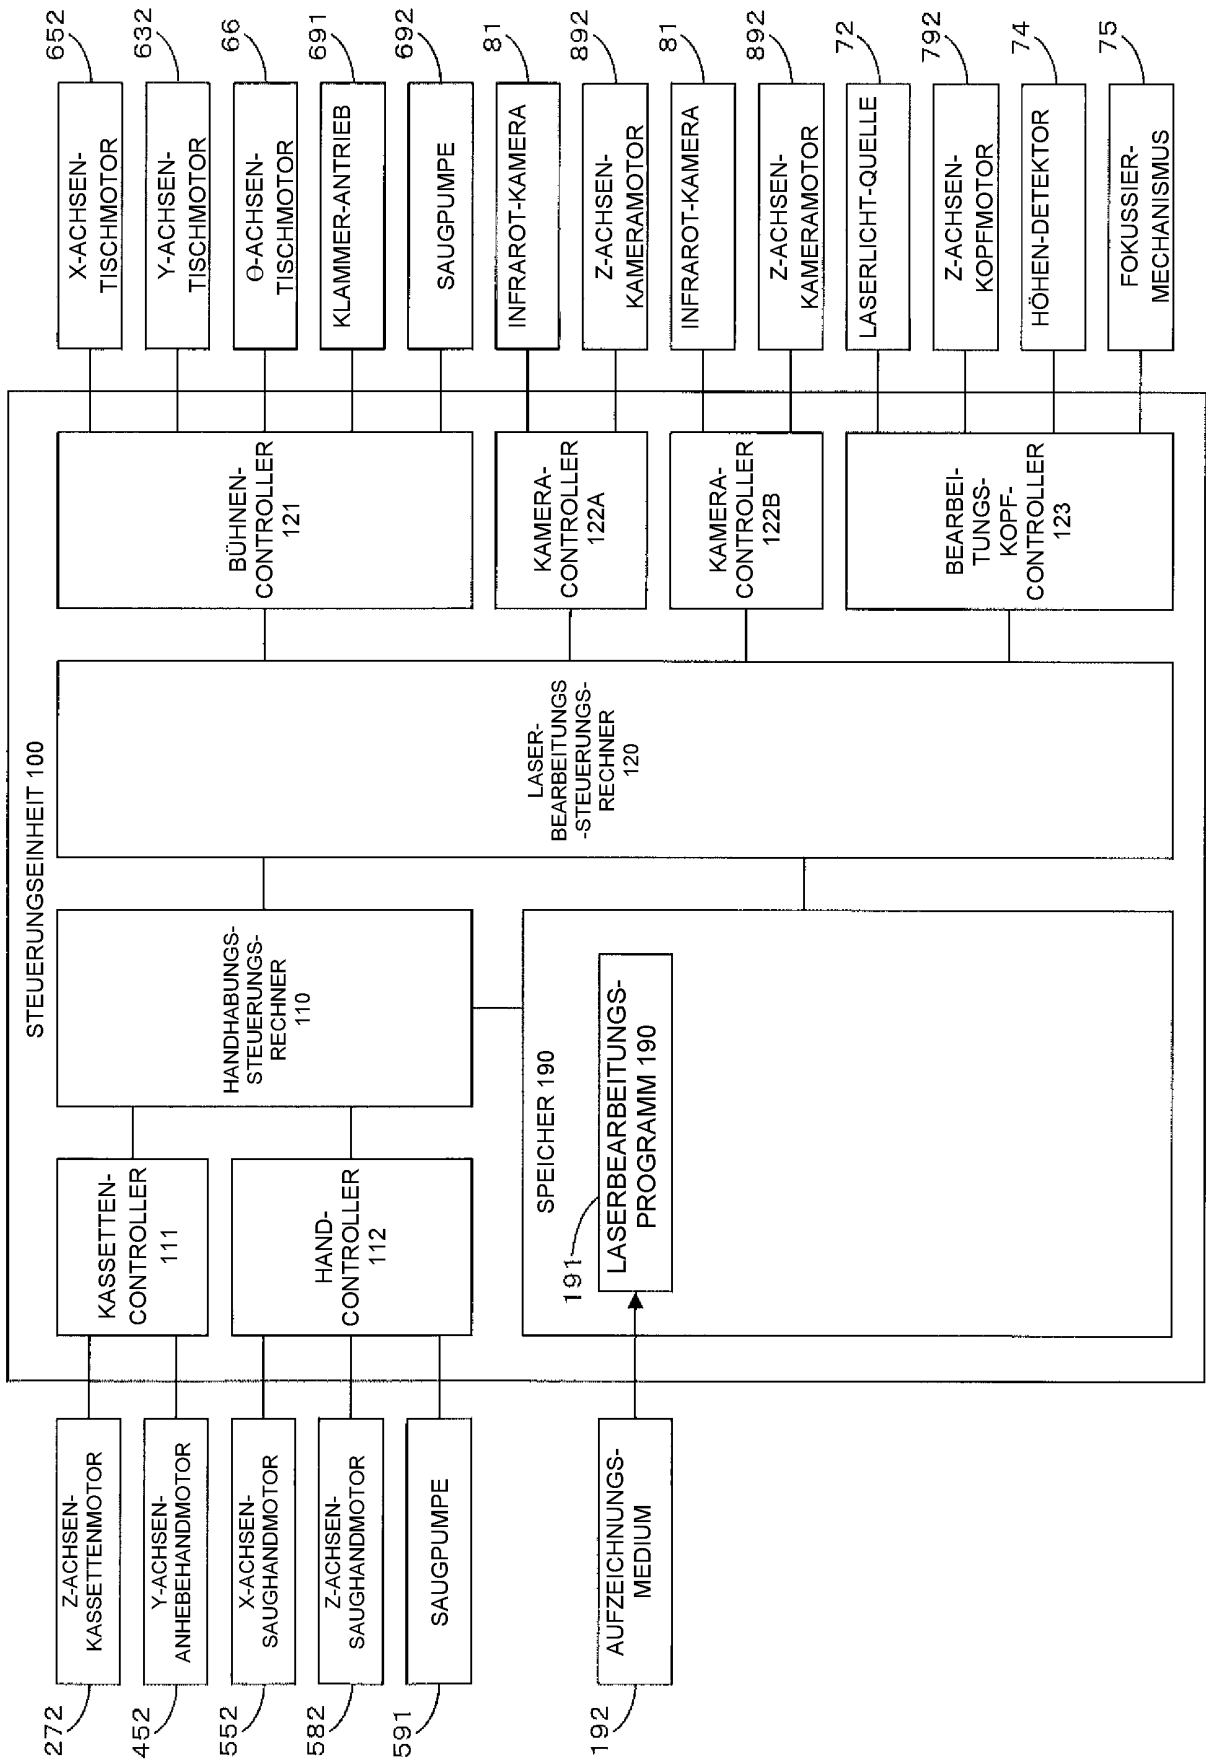 STEUERUNGSEINHEIT 100
272
Z-ACHSEN-
KASSETTENMOTOR
452
Y-ACHSEN-
ANHEBEHANDMOTOR
552
X-ACHSEN-
SAUGHANDMOTOR
582
Z-ACHSEN-
SAUGHANDMOTOR
591
SAUGPUMPE
192
AUFZEICHNUNGS-
MEDIUM
KASSETTEN-
CONTROLLER
111
HAND-
CONTROLLER
112
HANDHABUNGS-
STEUERUNGS-
RECHNER
110
SPEICHER 190
191
LASERBEARBEITUNGS-
PROGRAMM 190
LASER-
BEARBEITUNGS
-STEUERUNGS-
RECHNER
120
BÜHNEN-
CONTROLLER
121
KAMERA-
CONTROLLER
122A
KAMERA-
CONTROLLER
122B
BEARBEI-
TUNGS-
KOPF-
CONTROLLER
123
X-ACHSEN-
TISCHMOTOR
652
Y-ACHSEN-
TISCHMOTOR
632
Θ-ACHSEN-
TISCHMOTOR
66
KLAMMER-ANTRIEB
691
SAUGPUMPE
692
INFRAROT-KAMERA
81
Z-ACHSEN-
KAMERAMOTOR
892
INFRAROT-KAMERA
81
Z-ACHSEN-
KAMERAMOTOR
892
LASERLICHT-QUELLE
72
Z-ACHSEN-
KOPFMOTOR
792
HÖHEN-DETEKTOR
74
FOKUSSIER-
MECHANISMUS
75